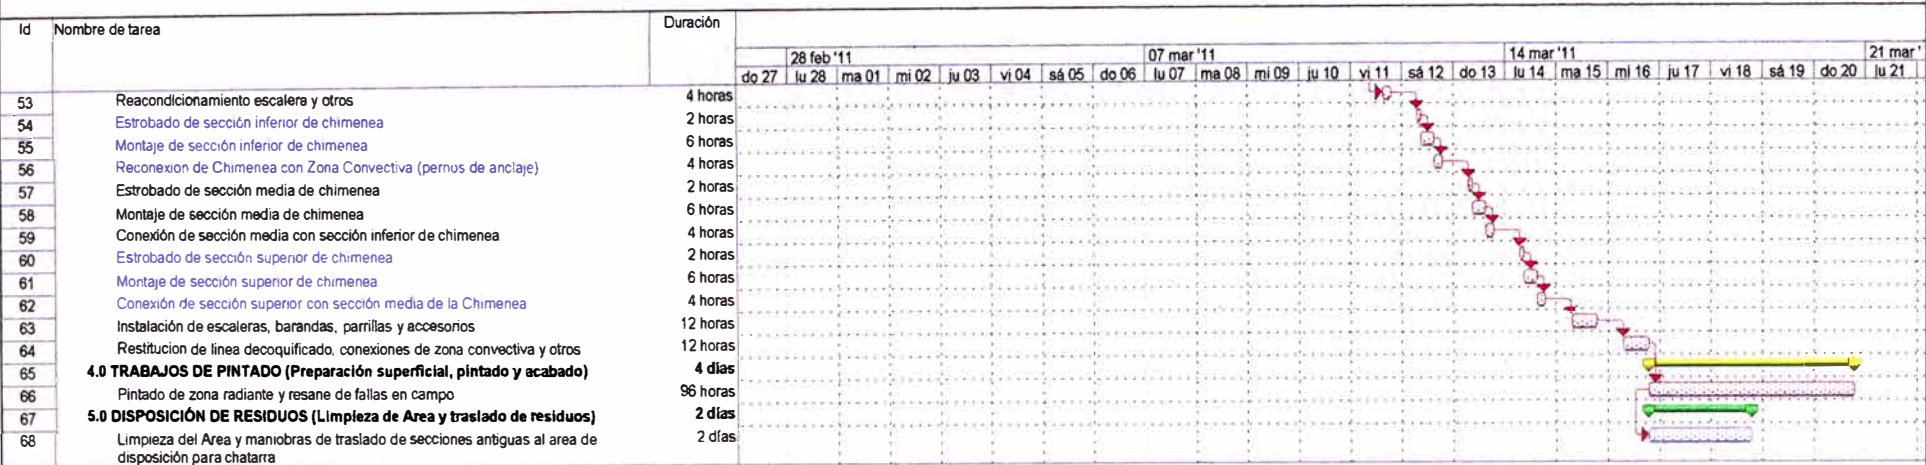 Id Nombre de tarea Duración
28 feb '11 07 mar '11 14 mar '11 21 mar '
do 27 lu 28 ma 01 mi 02 ju 03 vi 04 sá 05 do 06 lu 07 ma 08 mi 09 ju 10 vi 11 sá 12 do 13 lu 14 ma 15 mi 16 ju 17 vi 18 sá 19 do 20 lu 21
53 Reacondicionamiento escalera y otros 4 horas
54 Estrobado de sección inferior de chimenea 2 horas
55 Montaje de sección inferior de chimenea 6 horas
56 Reconexion de Chimenea con Zona Convectiva (pernos de anclaje) 4 horas
57 Estrobado de sección media de chimenea 2 horas
58 Montaje de sección media de chimenea 6 horas
59 Conexión de sección media con sección inferior de chimenea 4 horas
60 Estrobado de sección superior de chimenea 2 horas
61 Montaje de sección superior de chimenea 6 horas
62 Conexión de sección superior con sección media de la Chimenea 4 horas
63 Instalación de escaleras, barandas, parrillas y accesorios 12 horas
64 Restitucion de linea decoquificado, conexiones de zona convectiva y otros 12 horas
65 4.0 TRABAJOS DE PINTADO (Preparación superficial, pintado y acabado) 4 dias
66 Pintado de zona radiante y resane de fallas en campo 96 horas
67 5.0 DISPOSICIÓN DE RESIDUOS (Limpieza de Area y traslado de residuos) 2 dias
68 Limpieza del Area y maniobras de traslado de secciones antiguas al area de 2 días
disposición para chatarra